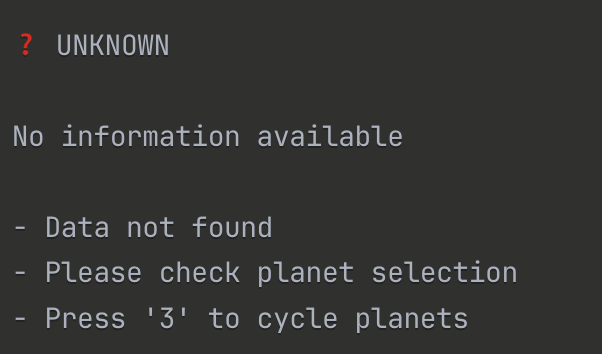 ? UNKNOWN
No information available
- Data not found
- Please check planet selection
- Press '3' to cycle planets